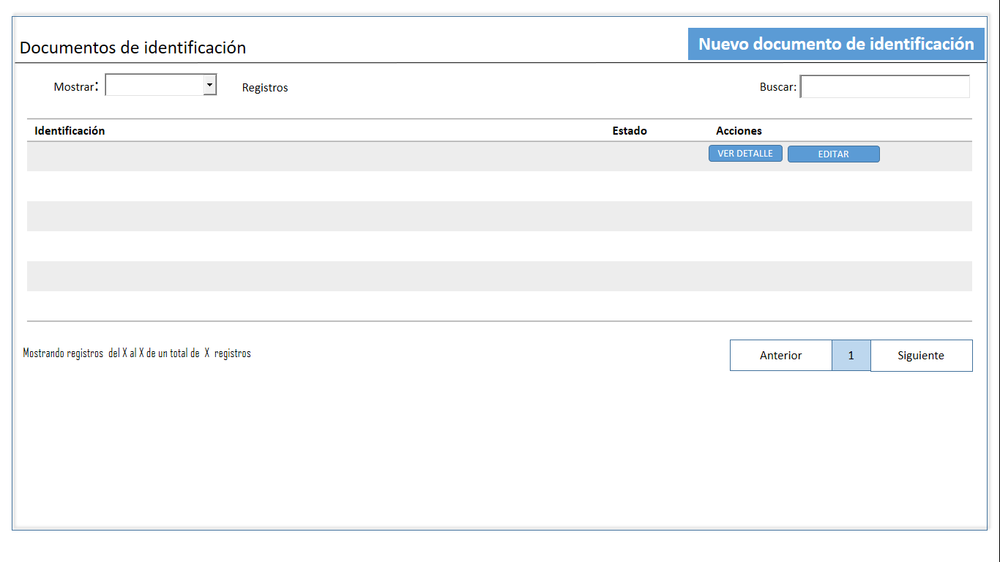 Documentos de identificación
Nuevo documento de identificación
Mostrar:
Registros
Buscar:
Identificación Estado Acciones
VER DETALLE EDITAR
Mostrando registros del X al X de un total de X registros
Anterior 1 Siguiente